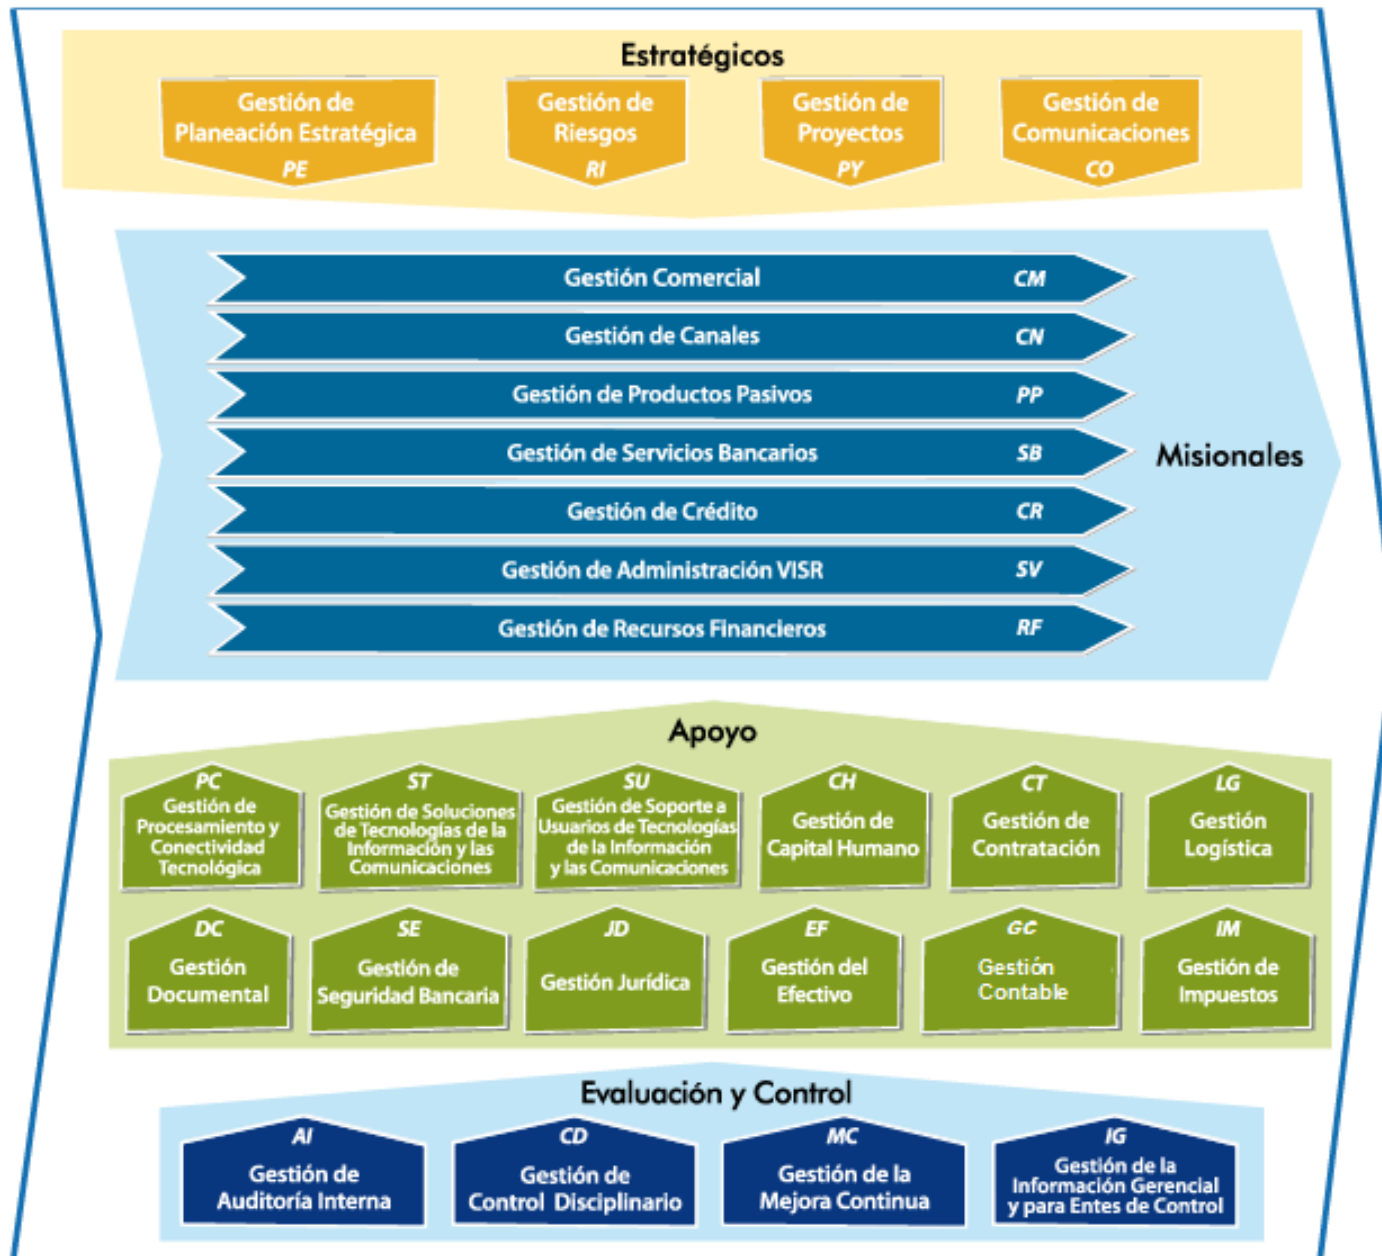 Estratégicos
Gestión de
Planeación Estratégica
PE
Gestión de
Riesgos
RI
Gestión de
Proyectos
PY
Gestión de
Comunicaciones
CO
Gestión Comercial CM
Gestión de Canales CN
Gestión de Productos Pasivos PP
Gestión de Servicios Bancarios SB
Gestión de Crédito CR
Gestión de Administración VISR SV
Gestión de Recursos Financieros RF
Misionales
Apoyo
PC
Gestión de
Procesamiento y
Conectividad
Tecnológica
ST
Gestión de Soluciones
de Tecnologías de la
Información y las
Comunicaciones
SU
Gestión de Soporte a
Usuarios de Tecnologías
de la Información
y las Comunicaciones
CH
Gestión de
Capital Humano
CT
Gestión de
Contratación
LG
Gestión
Logística
DC
Gestión
Documental
SE
Gestión de
Seguridad Bancaria
JD
Gestión Jurídica
EF
Gestión del
Efectivo
GC
Gestión
Contable
IM
Gestión de
Impuestos
Evaluación y Control
AI
Gestión de
Auditoría Interna
CD
Gestión de
Control Disciplinario
MC
Gestión de la
Mejora Continua
IG
Gestión de la
Información Gerencial
y para Entes de Control